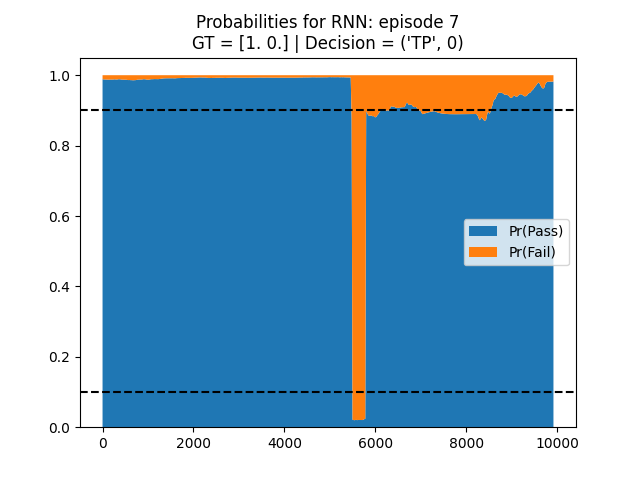 Probabilities for RNN: episode 7
GT = [1. 0.] | Decision = ('TP', 0)
1.0
0.8
0.6
0.4
0.2
0.0
Pr(Pass)
Pr(Fail)
0 2000 4000 6000 8000 10000